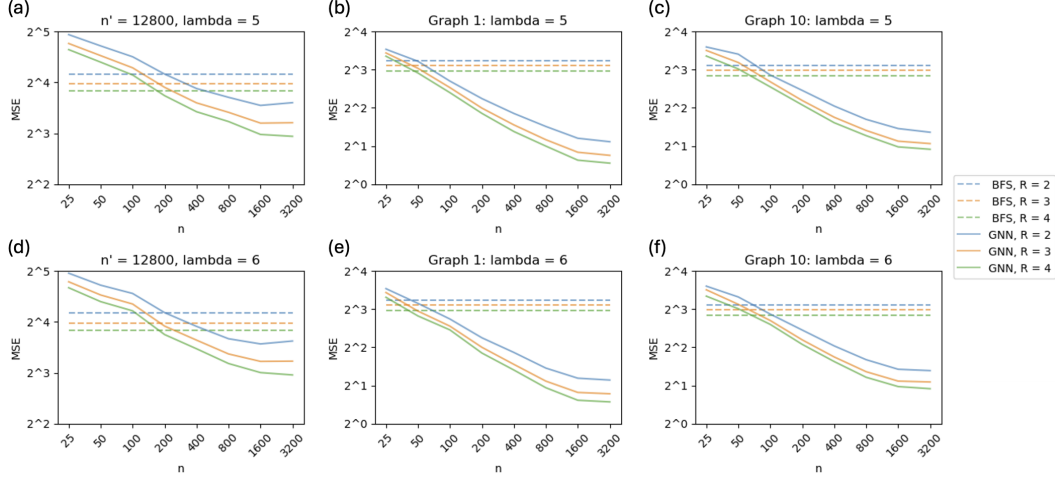 (a)
n' = 12800, lambda = 5
2^5
2^4
2^3
2^2
MSE
25
50
100
200
400
800
1600
3200
n
(b)
Graph 1: lambda = 5
2^4
2^3
2^2
2^1
2^0
MSE
25
50
100
200
400
800
1600
3200
n
(c)
Graph 10: lambda = 5
2^4
2^3
2^2
2^1
2^0
MSE
25
50
100
200
400
800
1600
3200
n
BFS, R = 2
BFS, R = 3
BFS, R = 4
GNN, R = 2
GNN, R = 3
GNN, R = 4
(d)
n' = 12800, lambda = 6
2^5
2^4
2^3
2^2
MSE
25
50
100
200
400
800
1600
3200
n
(e)
Graph 1: lambda = 6
2^4
2^3
2^2
2^1
2^0
MSE
25
50
100
200
400
800
1600
3200
n
(f)
Graph 10: lambda = 6
2^4
2^3
2^2
2^1
2^0
MSE
25
50
100
200
400
800
1600
3200
n